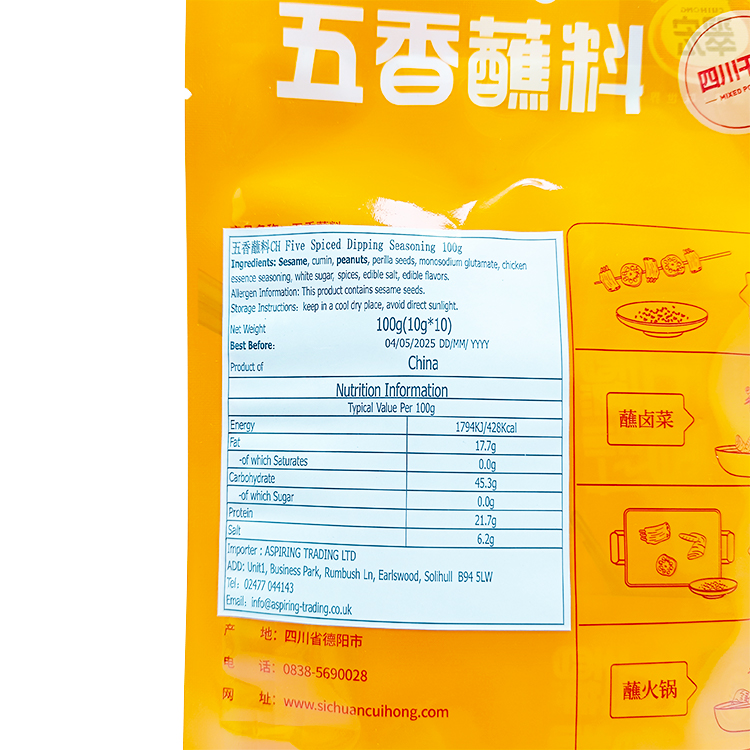 CUIHONG
五香蘸料
四川干
MIXED PO
五香蘸料CH Five Spiced Dipping Seasoning 100g
Ingredients: Sesame, cumin, peanuts, perilla seeds, monosodium glutamate, chicken
essence seasoning, white sugar, spices, edible salt, edible flavors.
Allergen Information: This product contains sesame seeds.
Storage Instructions: keep in a cool dry place, avoid direct sunlight.
Net Weight 100g(10g*10)
Best Before: 04/05/2025 DD/MM/ YYYY
Product of China
Nutrition Information
Typical Value Per 100g
Energy 1794KJ/428Kcal
Fat 17.7g
-of which Saturates 0.0g
Carbohydrate 45.3g
-of which Sugar 0.0g
Protein 21.7g
Salt 6.2g
Importer : ASPIRING TRADING LTD
ADD: Unit1, Business Park, Rumbush Ln, Earlswood, Solihull B94 5LW
Tel: 02477 044143
Email: info@aspiring-trading.co.uk
产 地: 四川省德阳市
电 话: 0838-5690028
网 址: www.sichuancuihong.com
蘸卤菜
蘸火锅